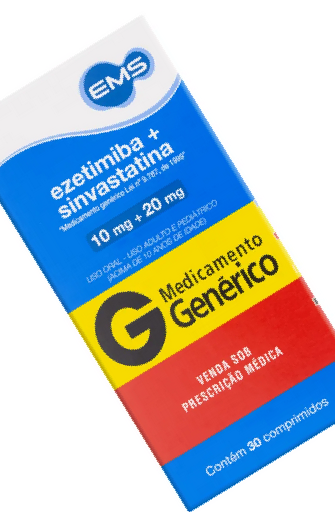 EMS
ezetimiba +
sinvastatina
"Medicamento genérico Lei nº 9.787, de 1999"
10 mg + 20 mg
USO ORAL - USO ADULTO E PEDIÁTRICO
(ACIMA DE 10 ANOS DE IDADE)
G Medicamento
Genérico
VENDA SOB
PRESCRIÇÃO MÉDICA
Contém 30 comprimidos